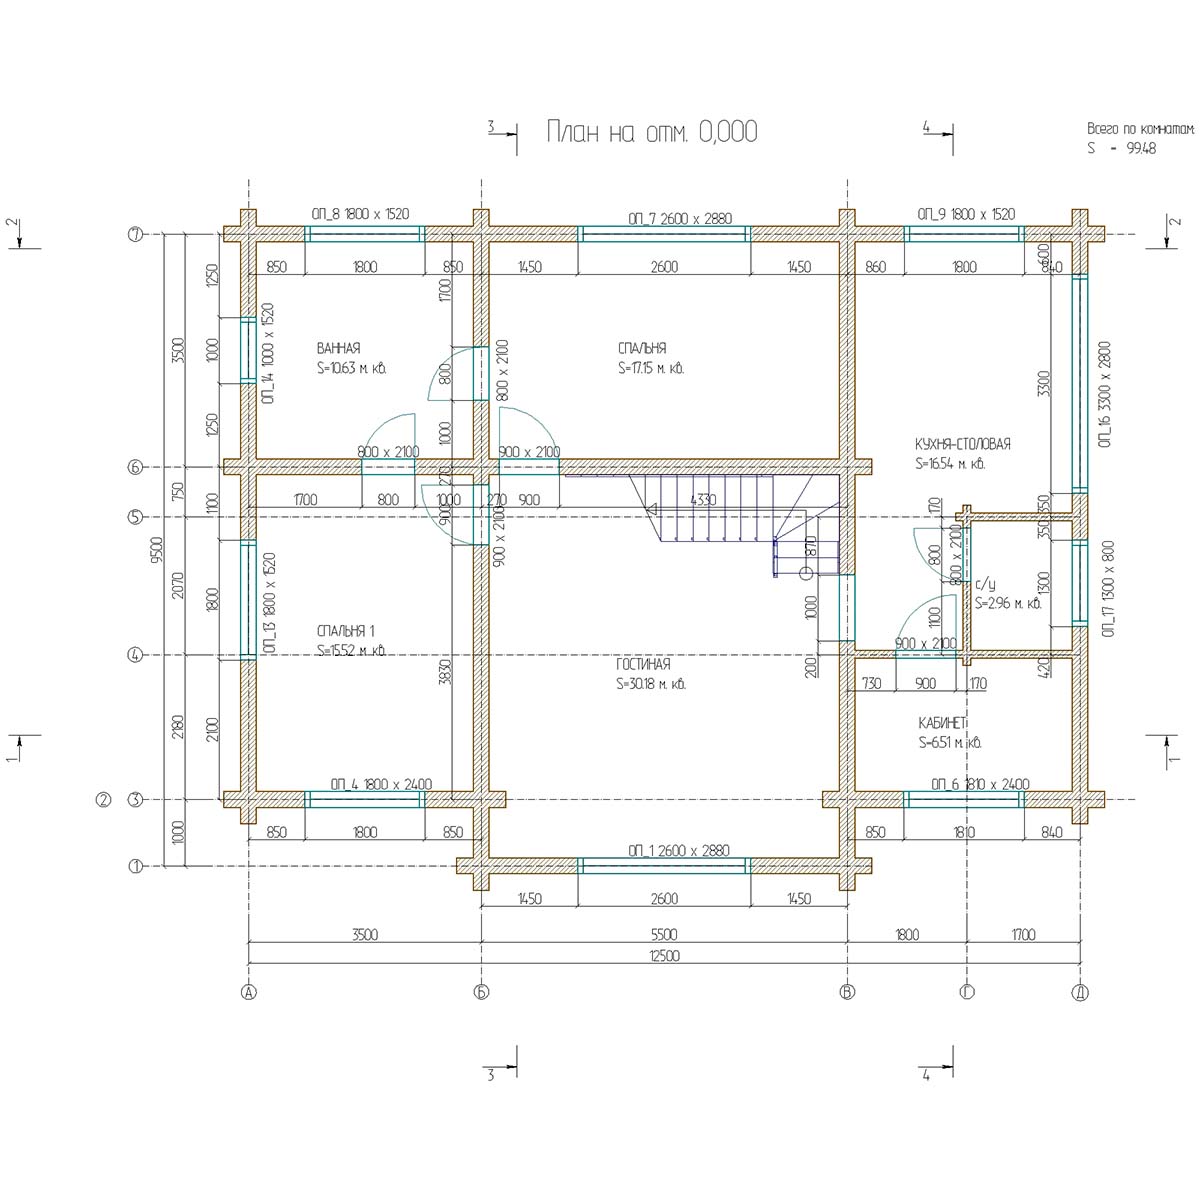 План на отм. 0,000
Всего по комнатам:
S = 99.48
3
4
2
2
ОП_8 1800 x 1520
ОП_7 2600 x 2880
ОП_9 1800 x 1520
7
850
1800
850
1450
2600
1450
860
1800
840
600
1250
1700
3500
1000
1250
ОП_14 1000 x 1520
ВАННАЯ
S=10.63 м. кв.
800
800 x 2100
СПАЛЬНЯ
S=17.15 м. кв.
3300
ОП_16 3300 x 2800
КУХНЯ-СТОЛОВАЯ
S=16.54 м. кв.
1000
800 x 2100
900 x 2100
6
270
750
1100
1700
800
1000
270
900
4330
170
350
5
9500
900
900 x 2100
870
350
800
800 x 2100
2070
1800
ОП_13 1800 x 1520
1000
с/у
S=2.96 м. кв.
1300
ОП_17 1300 x 800
1100
СПАЛЬНЯ 1
S=15.52 м. кв.
900 x 2100
4
3830
ГОСТИНАЯ
S=30.18 м. кв.
200
420
730
900
170
2180
2100
КАБИНЕТ
S=6.51 м. кв.
1
1
ОП_4 1800 x 2400
ОП_6 1810 x 2400
2
3
1000
850
1800
850
850
1810
840
ОП_1 2600 x 2880
1
1450
2600
1450
3500
5500
1800
1700
12500
А
Б
В
Г
Д
3
4